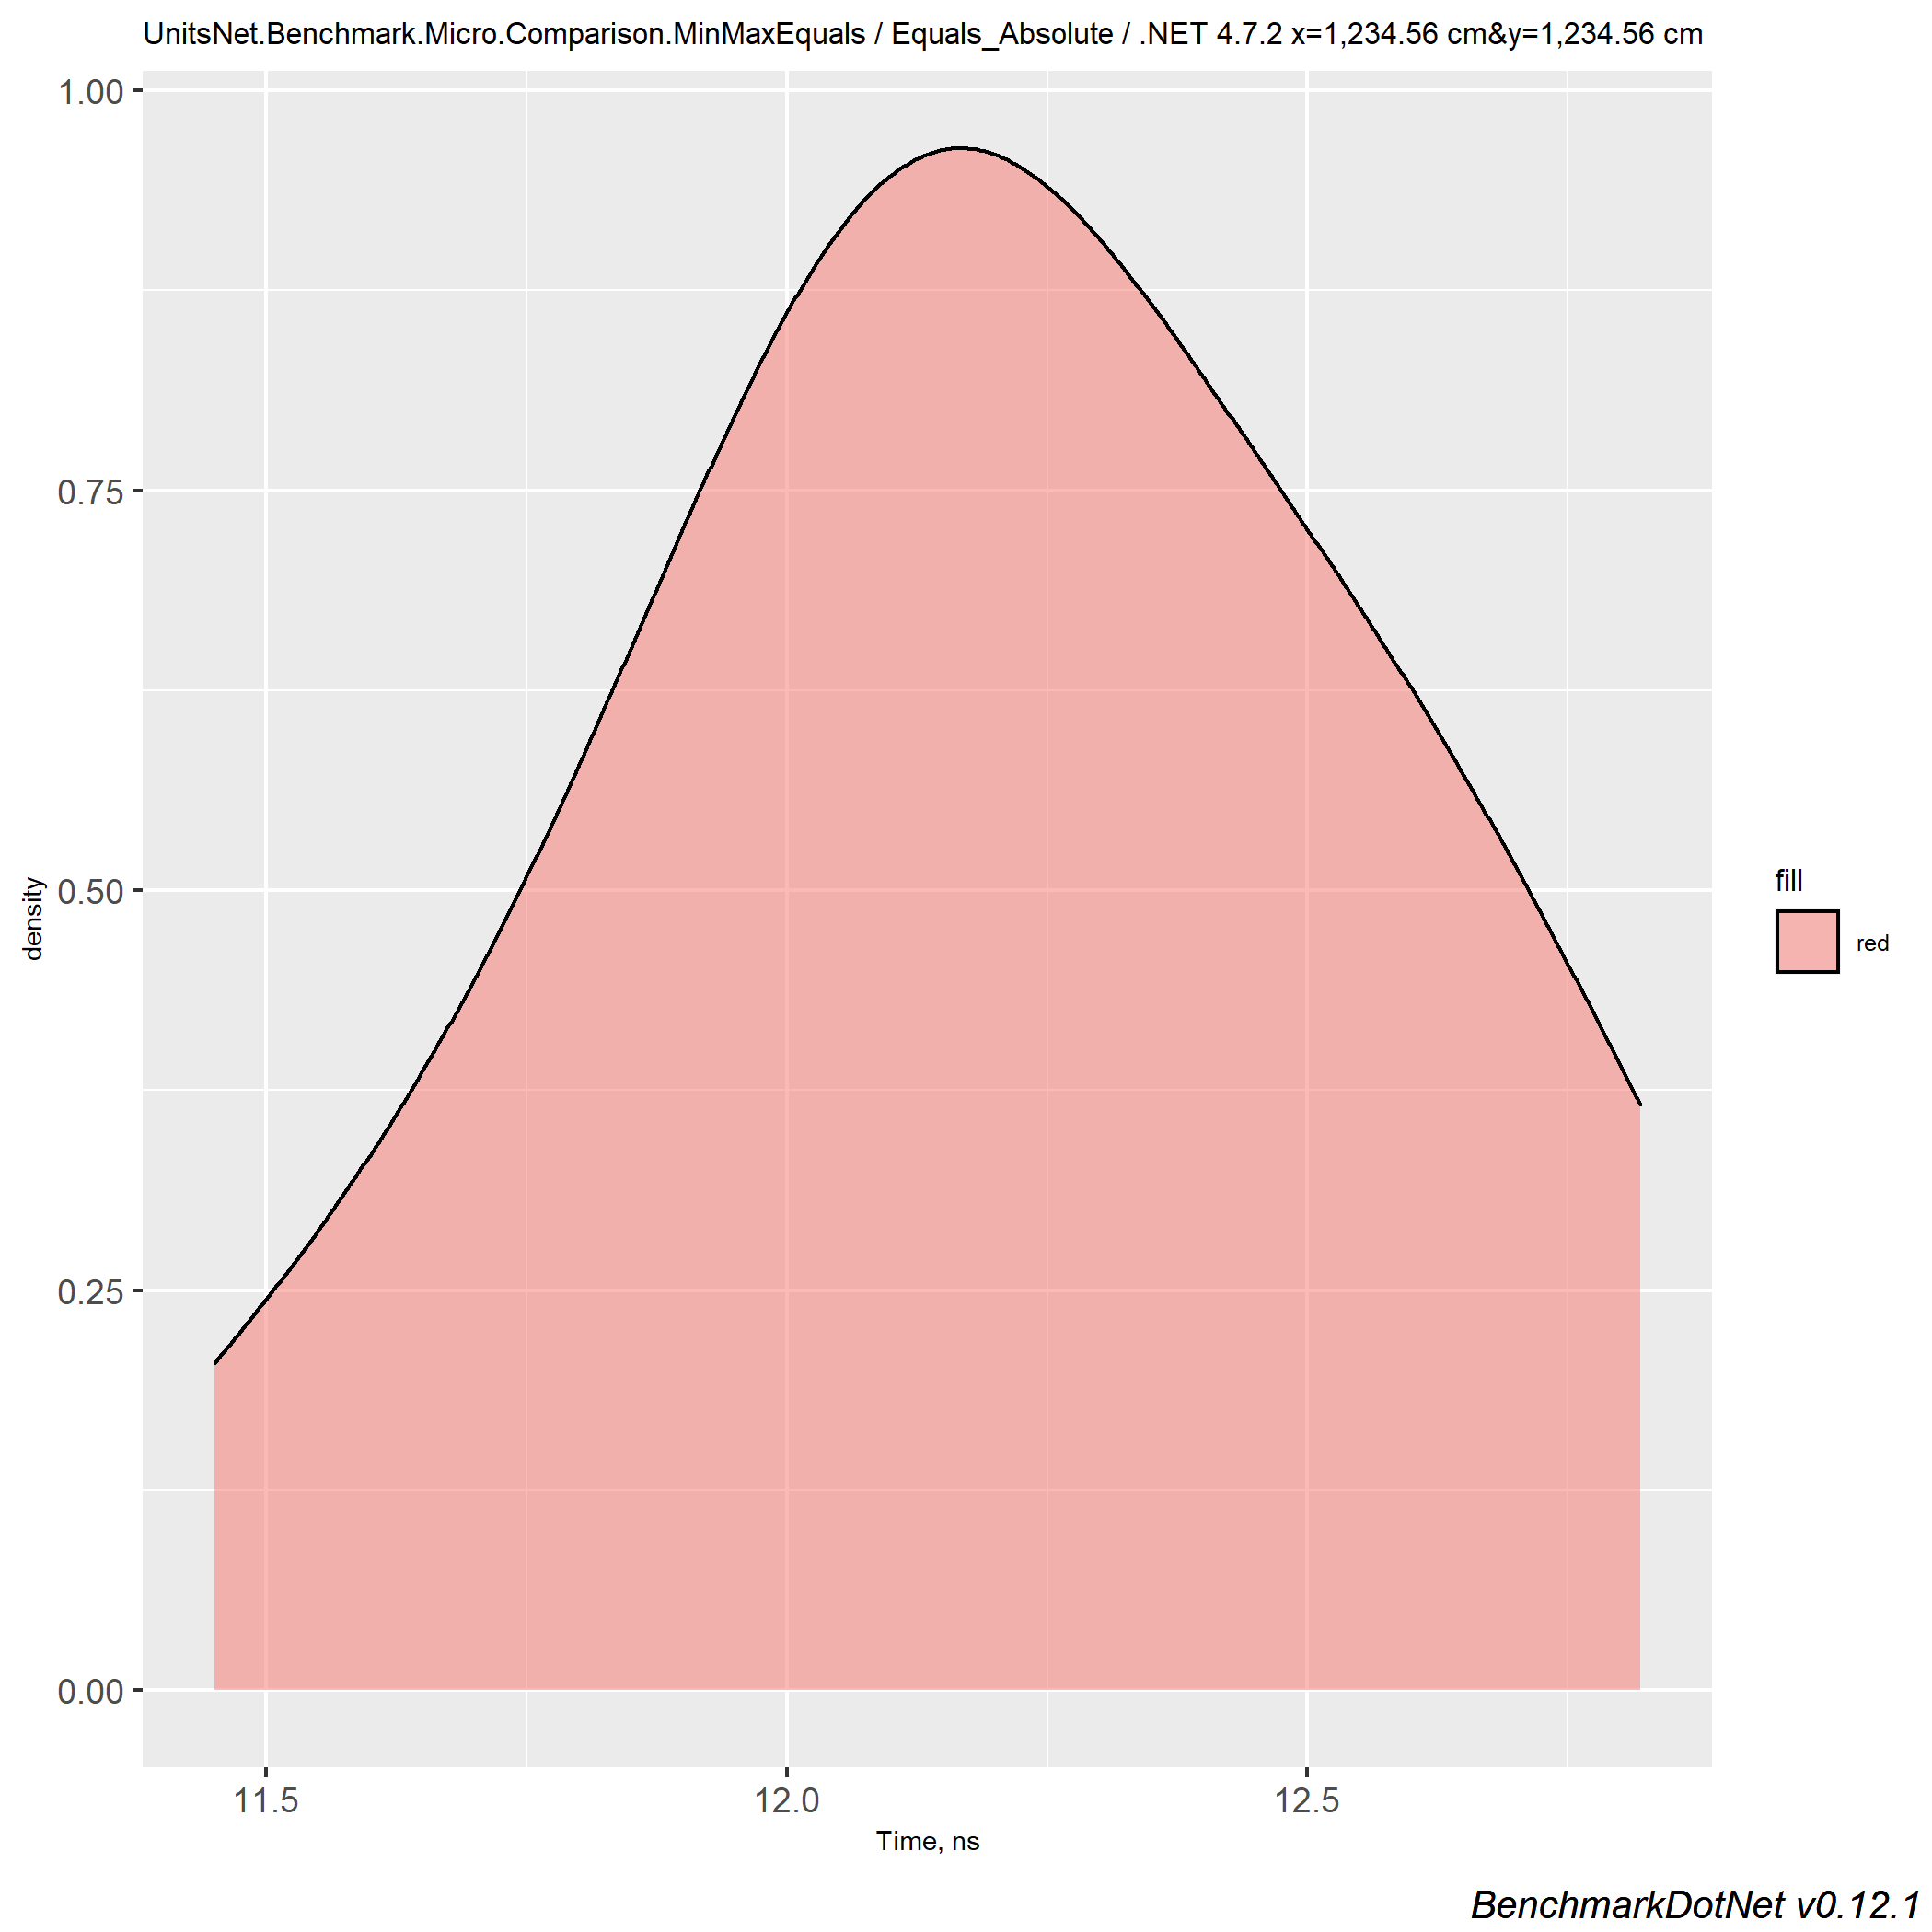 UnitsNet.Benchmark.Micro.Comparison.MinMaxEquals / Equals_Absolute / .NET 4.7.2 x=1,234.56 cm&y=1,234.56 cm
1.00
0.75
0.50
0.25
0.00
density
11.5 12.0 12.5
Time, ns
fill
red
BenchmarkDotNet v0.12.1